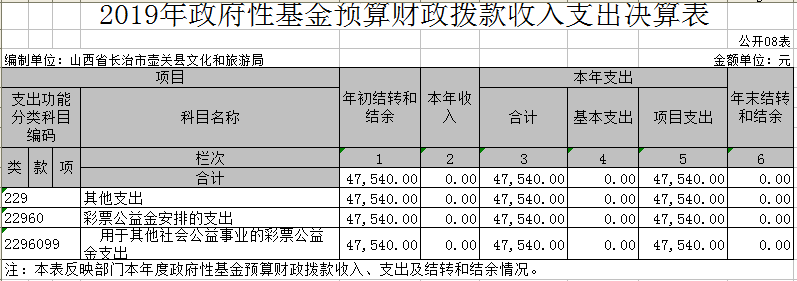 2019年政府性基金预算财政拨款收入支出决算表
公开08表
编制单位：山西省长治市壶关县文化和旅游局 金额单位：元
项目 年初结转和结余 本年收入 本年支出 年末结转和结余
支出功能分类科目编码 科目名称 合计 基本支出 项目支出
类 款 项 栏次 1 2 3 4 5 6
合计 47,540.00 0.00 47,540.00 0.00 47,540.00 0.00
229 其他支出 47,540.00 0.00 47,540.00 0.00 47,540.00 0.00
22960 彩票公益金安排的支出 47,540.00 0.00 47,540.00 0.00 47,540.00 0.00
2296099 用于其他社会公益事业的彩票公益金支出 47,540.00 0.00 47,540.00 0.00 47,540.00 0.00
注：本表反映部门本年度政府性基金预算财政拨款收入、支出及结转和结余情况。